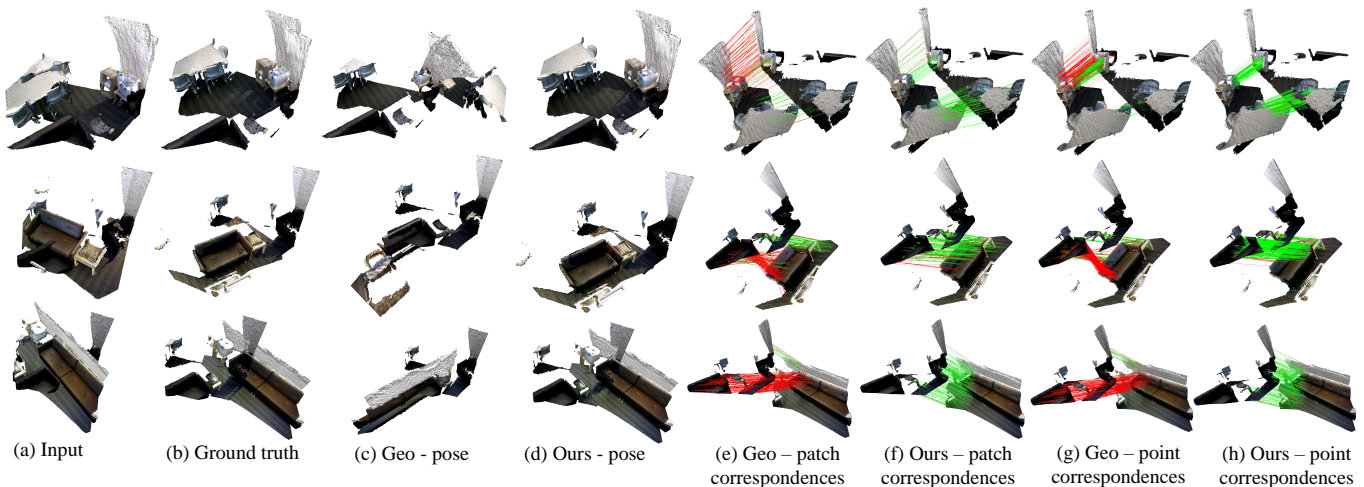 (a) Input
(b) Ground truth
(c) Geo - pose
(d) Ours - pose
(e) Geo – patch
correspondences
(f) Ours – patch
correspondences
(g) Geo – point
correspondences
(h) Ours – point
correspondences